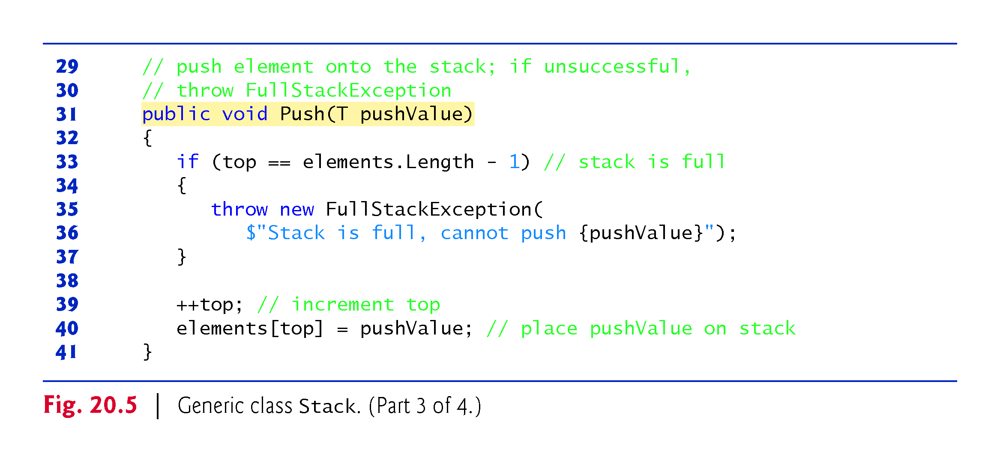 29 // push element onto the stack; if unsuccessful,
30 // throw FullStackException
31 public void Push(T pushValue)
32 {
33 if (top == elements.Length - 1) // stack is full
34 {
35 throw new FullStackException(
36 $"Stack is full, cannot push {pushValue}");
37 }
38
39 ++top; // increment top
40 elements[top] = pushValue; // place pushValue on stack
41 }
Fig. 20.5 | Generic class Stack. (Part 3 of 4.)